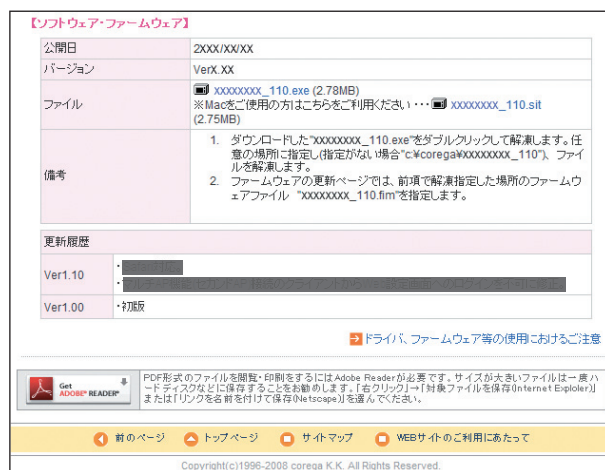 【ソフトウェア・ファームウェア】
公開日 2XXX/XX/XX
バージョン VerX.XX
ファイル
xxxxxxxx_110.exe (2.78MB)
※Macをご使用の方はこちらをご利用ください・・・ xxxxxxxx_110.sit
(2.75MB)
備考
1. ダウンロードした"xxxxxxxx_110.exe"をダブルクリックして解凍します。任
意の場所に指定し(指定がない場合"c:¥corega¥xxxxxxxx_110")、ファイ
ルを解凍します。
2. ファームウェアの更新ページでは、前項で解凍指定した場所のファームウ
ェアファイル "xxxxxxxx_110.fim"を指定します。
更新履歴
Ver1.10
Ver1.00 ・初版
ドライバ、ファームウェア等の使用におけるご注意
Get
ADOBE® READER®
PDF形式のファイルを閲覧・印刷をするにはAdobe Readerが必要です。サイズが大きいファイルは一度ハ
ードディスクなどに保存することをお勧めします。「右クリック」→「対象ファイルを保存(Internet Explorer)」
または「リンクを名前を付けて保存(Netscape)」を選んでください。
前のページ トップページ サイトマップ WEBサイトのご利用にあたって
Copyright(c)1996-2008 corega K.K. All Rights Reserved.